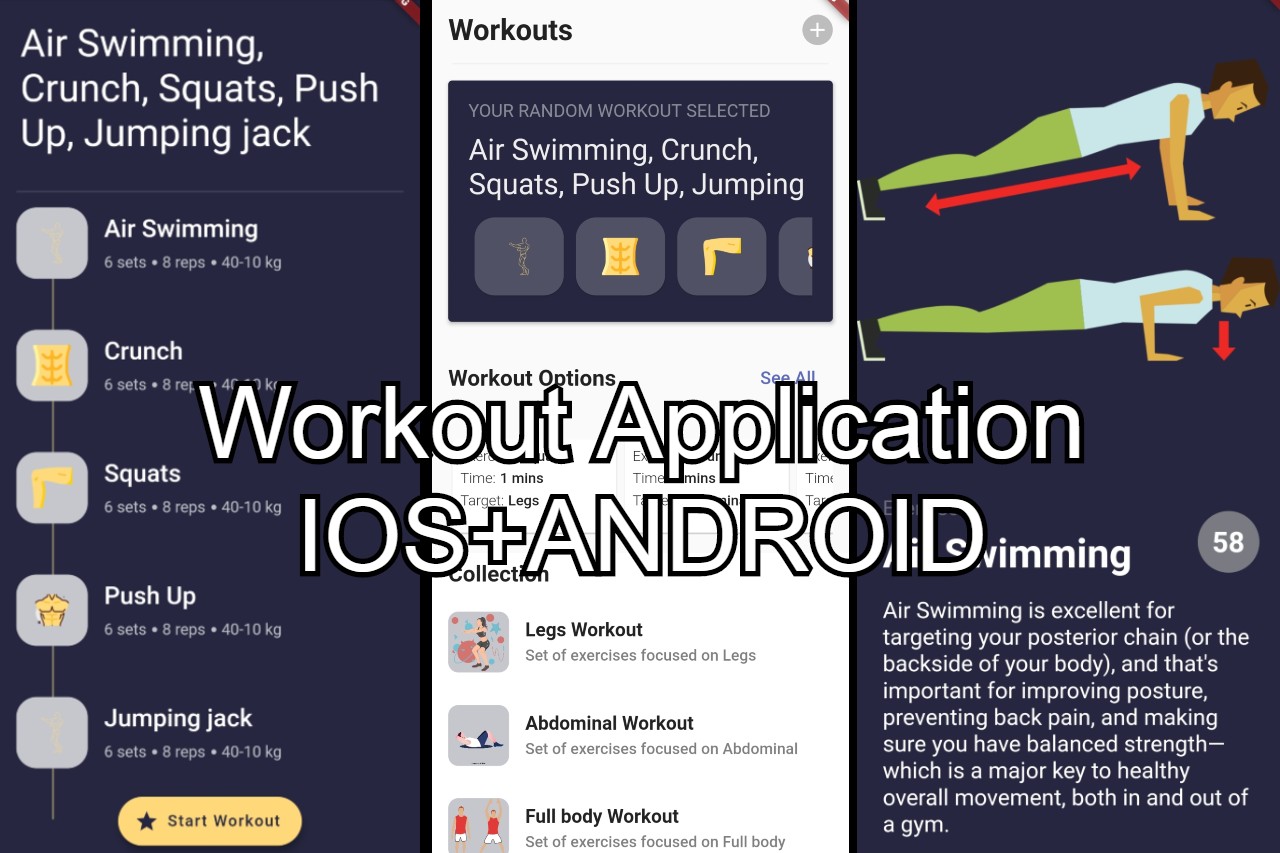 Air Swimming,
Crunch, Squats, Push
Up, Jumping jack
Air Swimming
6 sets • 8 reps • 40-10 kg
Crunch
6 sets • 8 reps • 40-10 kg
Squats
6 sets • 8 reps • 40-10 kg
Push Up
6 sets • 8 reps • 40-10 kg
Jumping jack
6 sets • 8 reps • 40-10 kg
Start Workout
Workouts
YOUR RANDOM WORKOUT SELECTED
Air Swimming, Crunch,
Squats, Push Up, Jumping
Workout Options
See All
Time: 1 mins
Target: Legs
Time: mins
Collection
Legs Workout
Set of exercises focused on Legs
Abdominal Workout
Set of exercises focused on Abdominal
Full body Workout
Set of exercises focused on Full body
Workout Application
IOS+ANDROID
Air Swimming
58
Air Swimming is excellent for
targeting your posterior chain (or the
backside of your body), and that's
important for improving posture,
preventing back pain, and making
sure you have balanced strength—
which is a major key to healthy
overall movement, both in and out of
a gym.